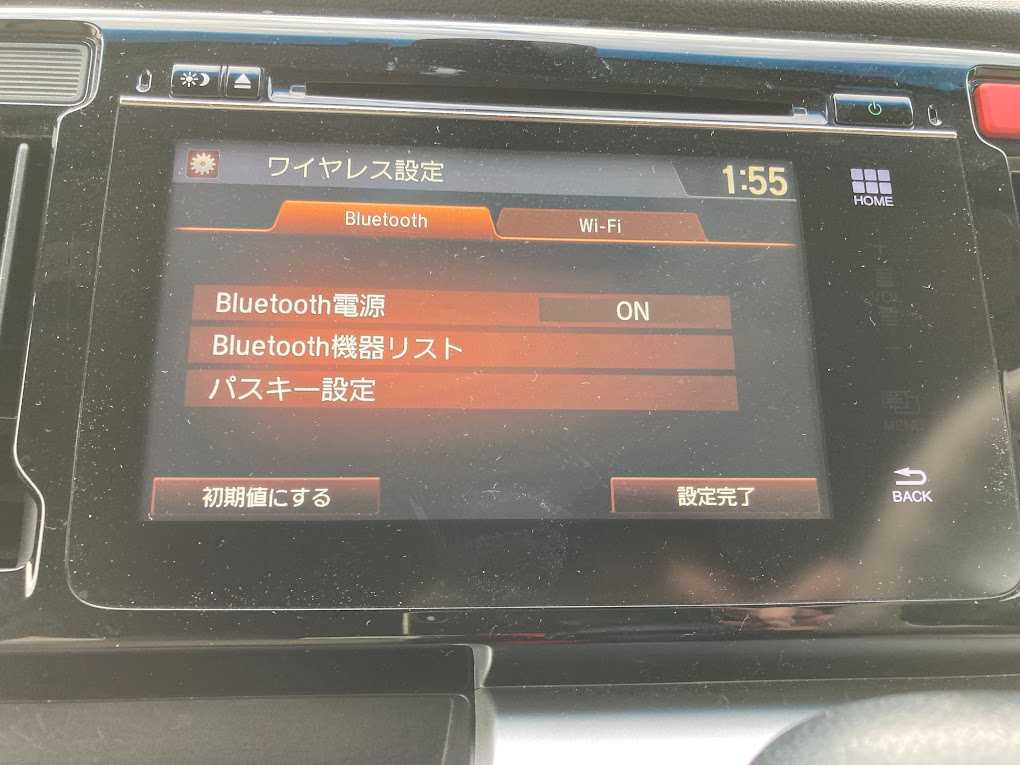 ワイヤレス設定
1:55
HOME
Bluetooth
Wi-Fi
Bluetooth電源
ON
Bluetooth機器リスト
パスキー設定
初期値にする
設定完了
VOL
MENU
BACK